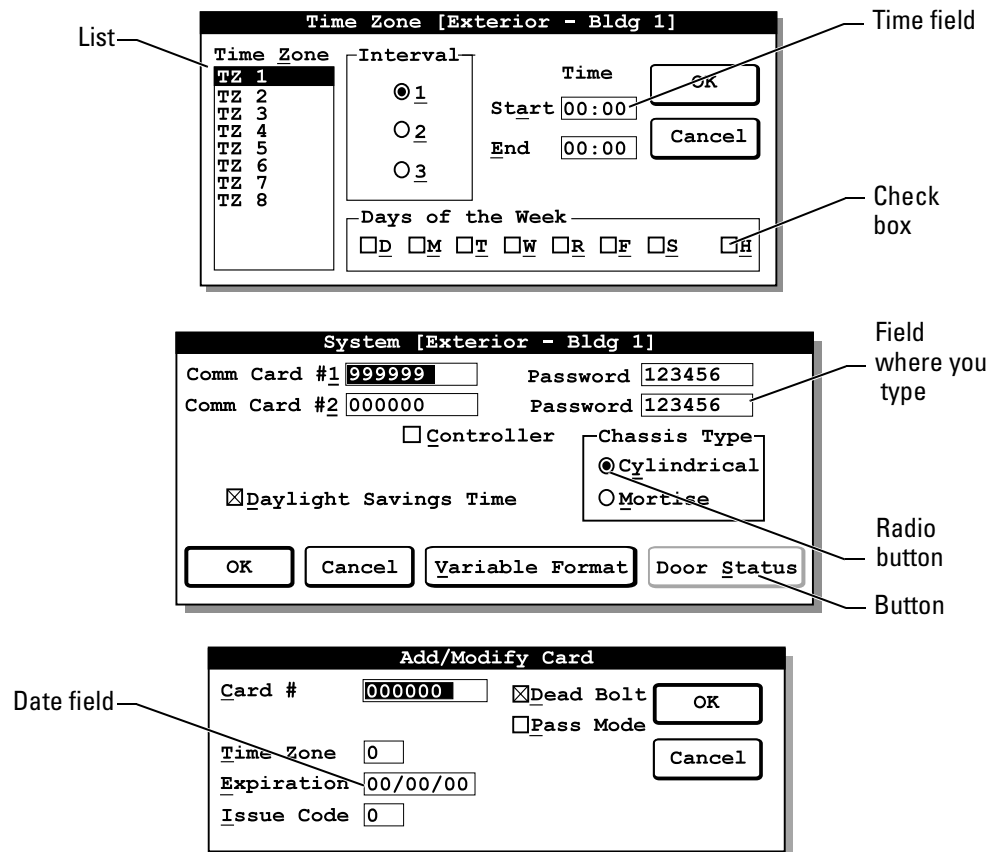 Time Zone [Exterior - Bldg 1]
Time field
List
Time Zone
TZ 1
TZ 2
TZ 3
TZ 4
TZ 5
TZ 6
TZ 7
TZ 8
Interval
1
2
3
Time
Start 00:00
End 00:00
OK
Cancel
Days of the Week
D M T W R F S H
Check
box
System [Exterior - Bldg 1]
Comm Card #1 999999 Password 123456
Comm Card #2 000000 Password 123456
Field
where you
type
Controller
Chassis Type
Cylindrical
Mortise
Daylight Savings Time
Radio
button
OK Cancel Variable Format Door Status
Button
Add/Modify Card
Card # 000000
Dead Bolt
Pass Mode
OK
Cancel
Date field
Time Zone 0
Expiration 00/00/00
Issue Code 0